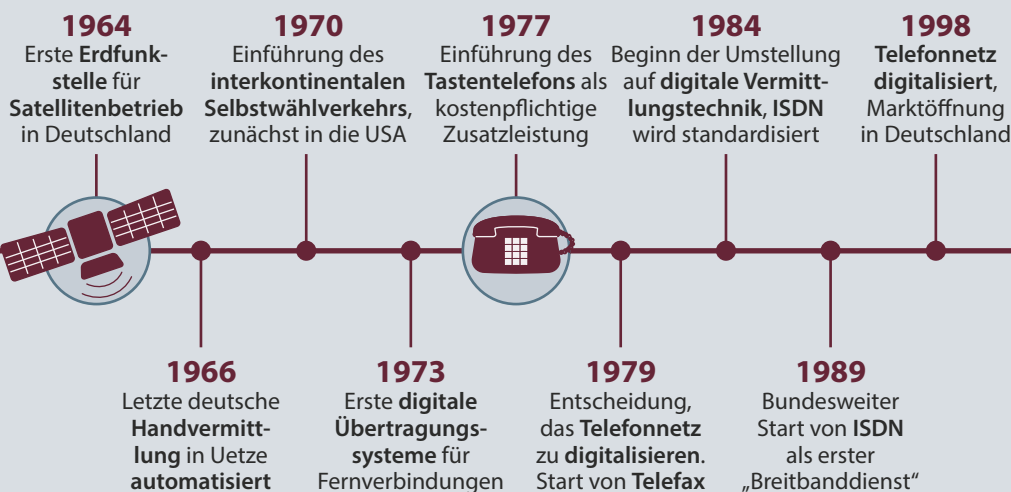 1964
Erste Erdfunk-
stelle für
Satellitenbetrieb
in Deutschland
1970
Einführung des
interkontinentalen
Selbstwählverkehrs,
zunächst in die USA
1977
Einführung des
Tastentelefons als
kostenpflichtige
Zusatzleistung
1984
Beginn der Umstellung
auf digitale Vermitt-
lungstechnik, ISDN
wird standardisiert
1998
Telefonnetz
digitalisiert,
Marktöffnung
in Deutschland
1966
Letzte deutsche
Handvermitt-
lung in Uetze
automatisiert
1973
Erste digitale
Übertragungs-
systeme für
Fernverbindungen
1979
Entscheidung,
das Telefonnetz
zu digitalisieren.
Start von Telefax
1989
Bundesweiter
Start von ISDN
als erster
„Breitbanddienst“